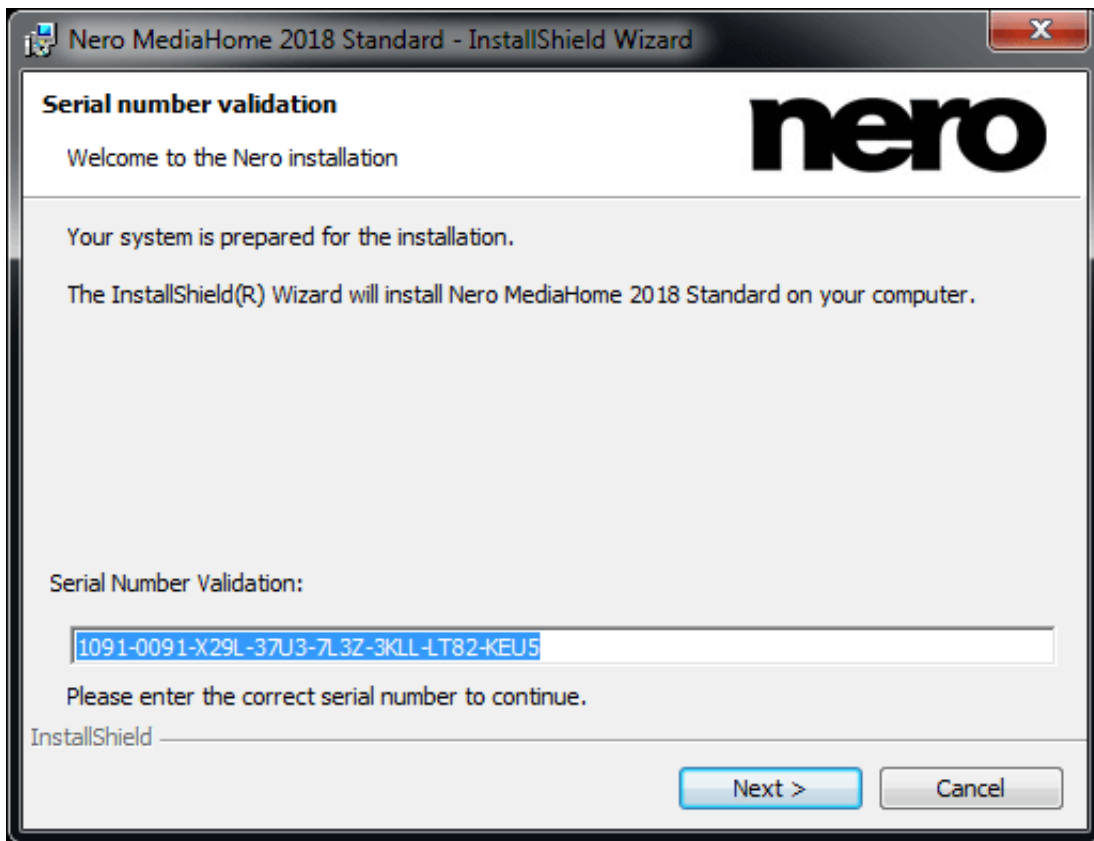 Nero MediaHome 2018 Standard - InstallShield Wizard
Serial number validation
nero
Welcome to the Nero installation
Your system is prepared for the installation.
The InstallShield(R) Wizard will install Nero MediaHome 2018 Standard on your computer.
Serial Number Validation:
1091-0091-X29L-37U3-7L3Z-3KLL-LT82-KEU5
Please enter the correct serial number to continue.
InstallShield
Next > Cancel